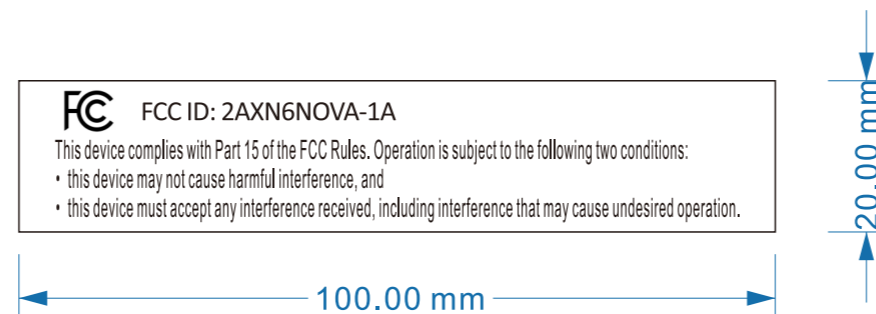 FC FCC ID: 2AXN6NOVA-1A
This device complies with Part 15 of the FCC Rules. Operation is subject to the following two conditions:
• this device may not cause harmful interference, and
• this device must accept any interference received, including interference that may cause undesired operation.
20.00 mm
100.00 mm